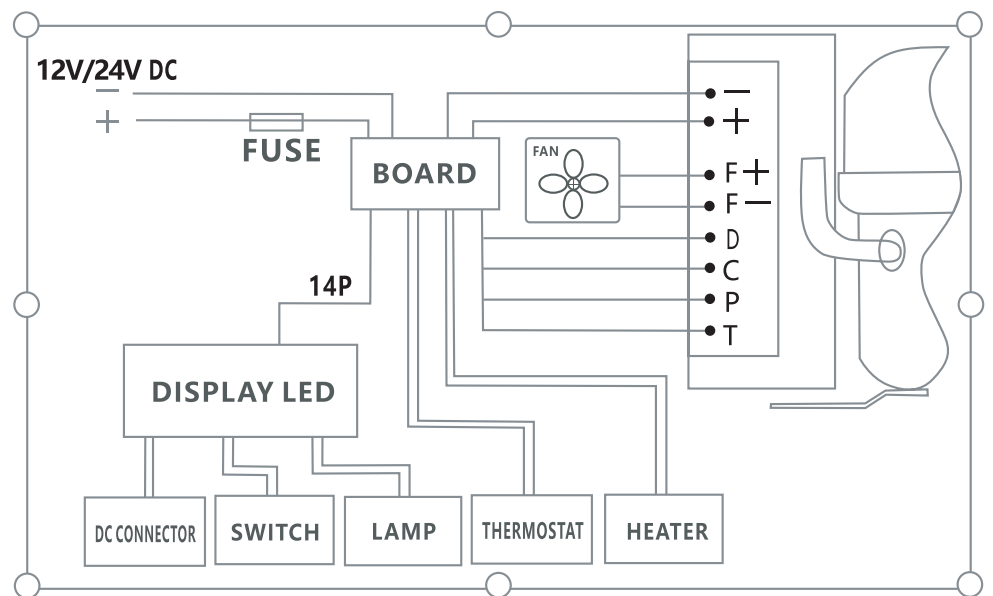 12V/24V DC
−
+
FUSE
BOARD
FAN
−
+
F+
F−
D
C
P
T
14P
DISPLAY LED
DC CONNECTOR
SWITCH
LAMP
THERMOSTAT
HEATER